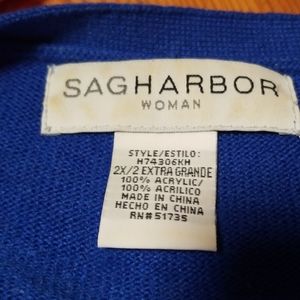 SAGHARBOR
WOMAN
STYLE/ESTILO:
H74306KH
2X/2 EXTRA GRANDE
100% ACRYLIC/
100% ACRILICO
MADE IN CHINA
HECHO EN CHINA
RN# 51735